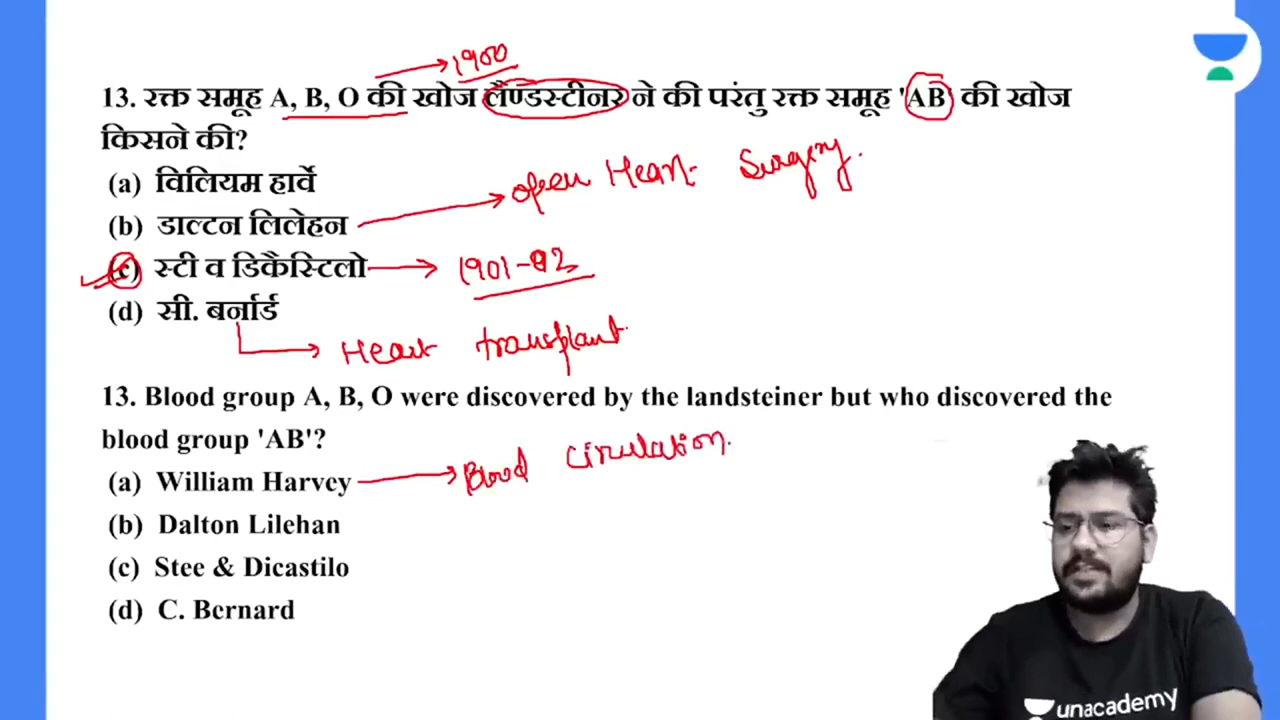 1900
13. रक्त समूह A, B, O की खोज लैण्डस्टीनर ने की परंतु रक्त समूह 'AB' की खोज
किसने की?
(a) विलियम हार्वे
open Heart Surgery.
(b) डाल्टन लिलेहन
(c) स्टी व डिकैस्टिलो 1901-02
(d) सी. बर्नार्ड
Heart transplant.
13. Blood group A, B, O were discovered by the landsteiner but who discovered the
blood group 'AB'?
(a) William Harvey Blood Circulation.
(b) Dalton Lilehan
(c) Stee & Dicastilo
(d) C. Bernard
unacademy